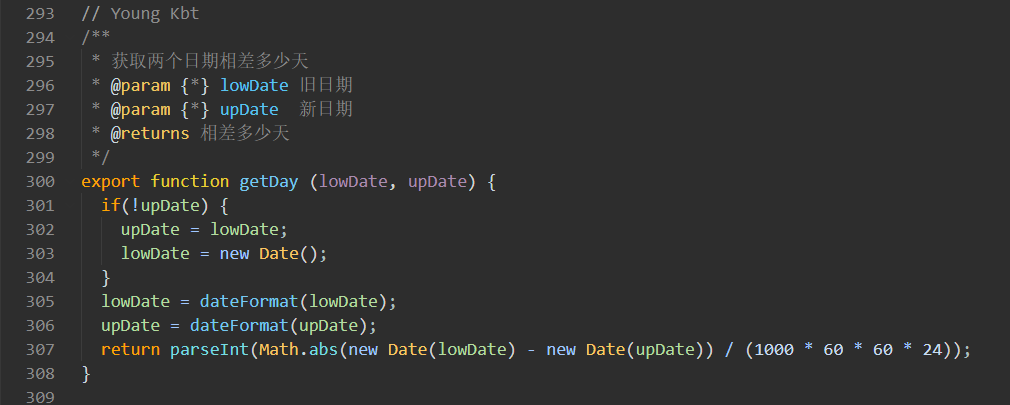 293 // Young Kbt
294 /**
295  * 获取两个日期相差多少天
296  * @param {*} lowDate 旧日期
297  * @param {*} upDate  新日期
298  * @returns 相差多少天
299  */
300 export function getDay (lowDate, upDate) {
301   if(!upDate) {
302     upDate = lowDate;
303     lowDate = new Date();
304   }
305   lowDate = dateFormat(lowDate);
306   upDate = dateFormat(upDate);
307   return parseInt(Math.abs(new Date(lowDate) - new Date(upDate)) / (1000 * 60 * 60 * 24));
308 }
309